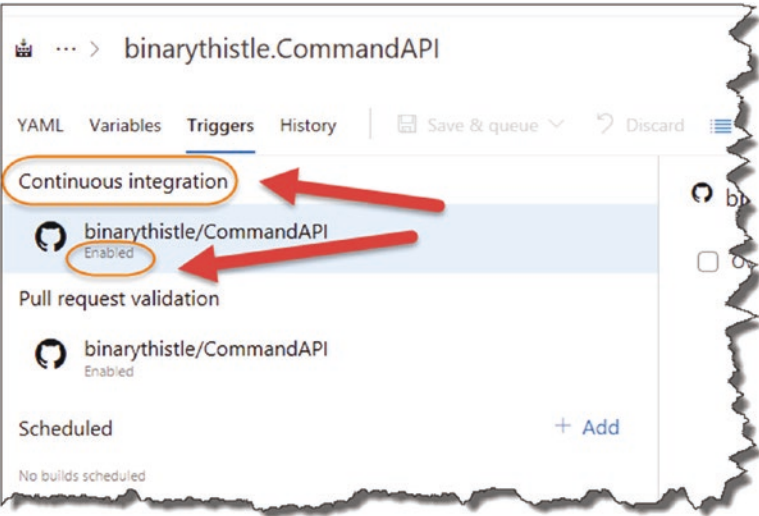 ... > binarythistle.CommandAPI
YAML Variables Triggers History Save & queue Discard
Continuous integration
binarythistle/CommandAPI
Enabled
Pull request validation
binarythistle/CommandAPI
Enabled
Scheduled + Add
No builds scheduled